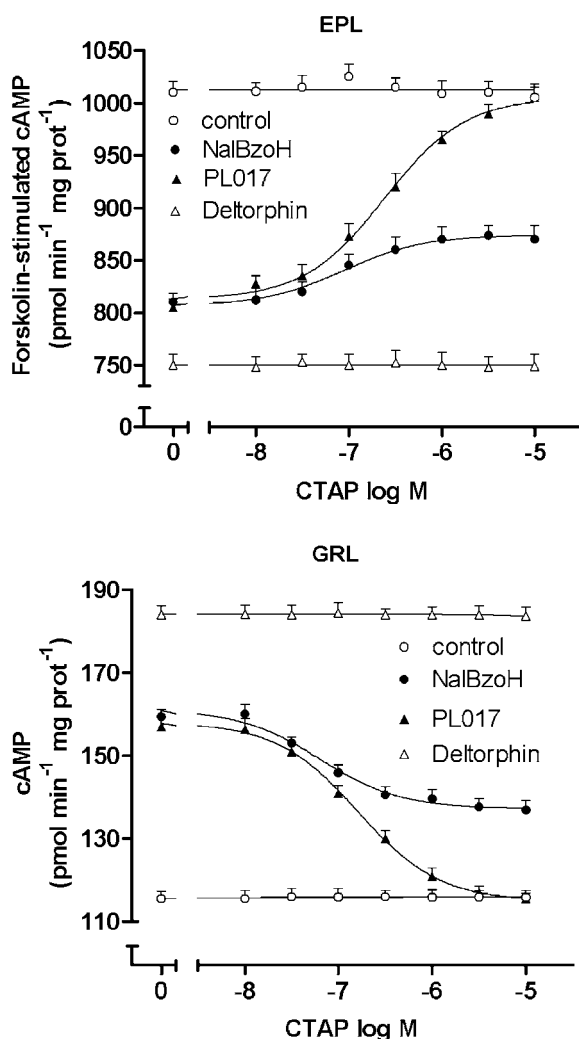 EPL
Forskolin-stimulated cAMP
(pmol min⁻¹ mg prot⁻¹)
1050
1000
950
900
850
800
750
0
control
NalBzoH
PL017
Deltorphin
0 -8 -7 -6 -5
CTAP log M
GRL
cAMP
(pmol min⁻¹ mg prot⁻¹)
190
170
150
130
110
control
NalBzoH
PL017
Deltorphin
0 -8 -7 -6 -5
CTAP log M